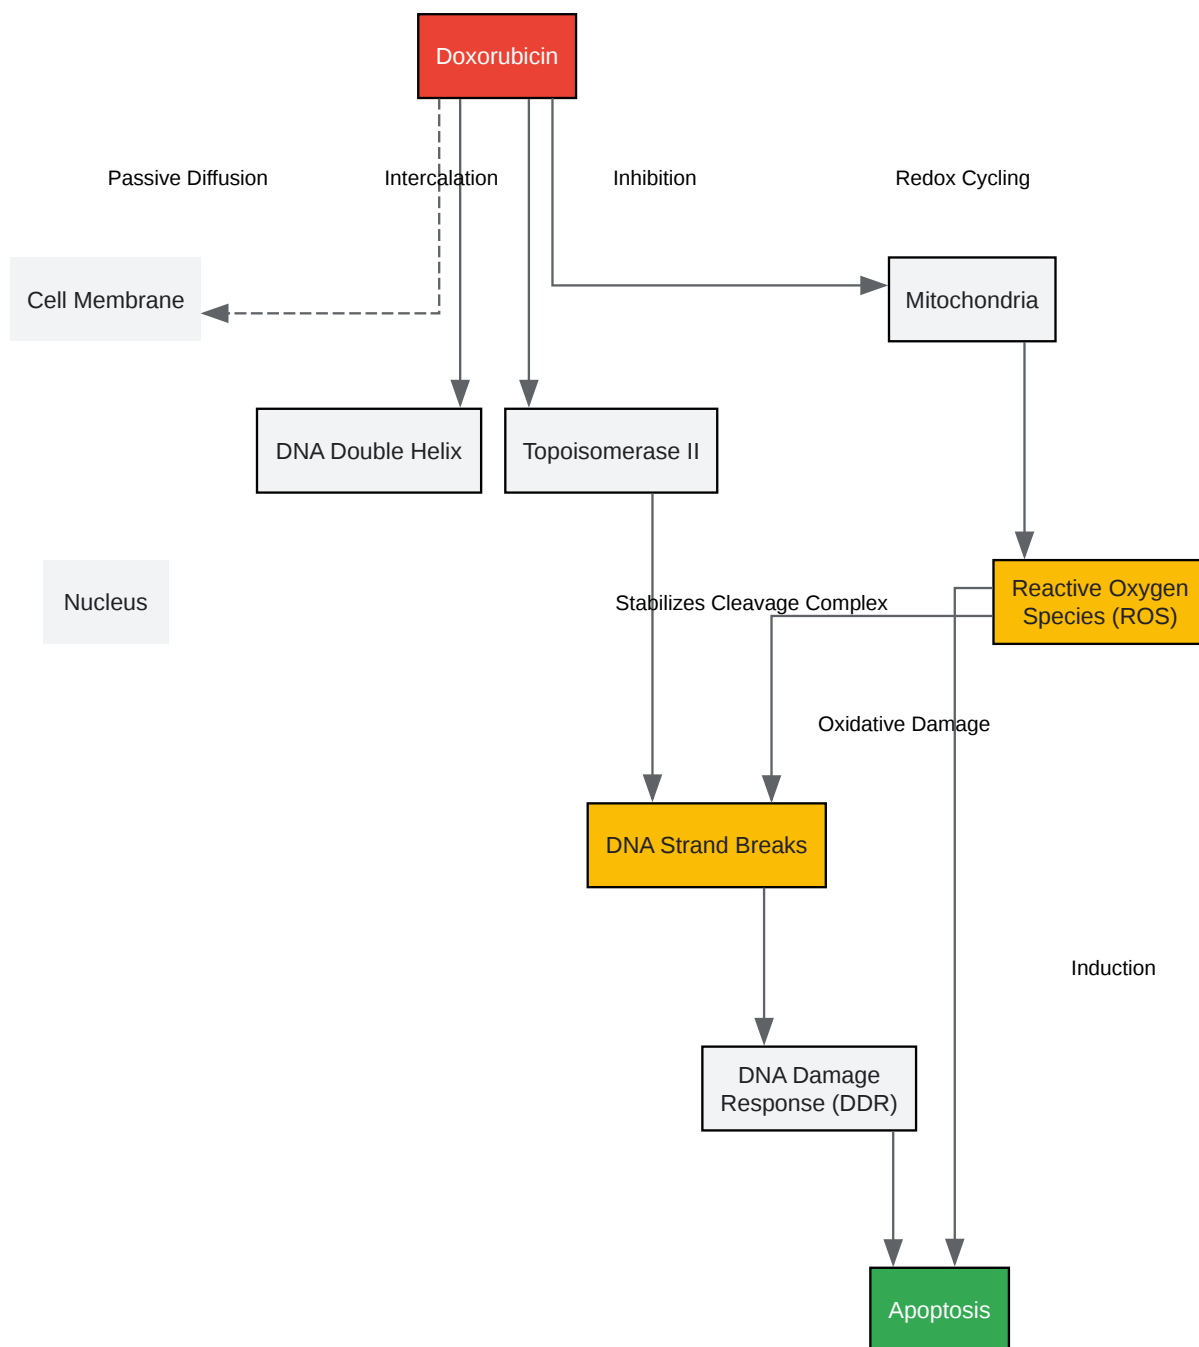 Doxorubicin
Passive Diffusion
Intercalation
Inhibition
Redox Cycling
Cell Membrane
Mitochondria
DNA Double Helix
Topoisomerase II
Nucleus
Stabilizes Cleavage Complex
Reactive Oxygen
Species (ROS)
Oxidative Damage
DNA Strand Breaks
Induction
DNA Damage
Response (DDR)
Apoptosis